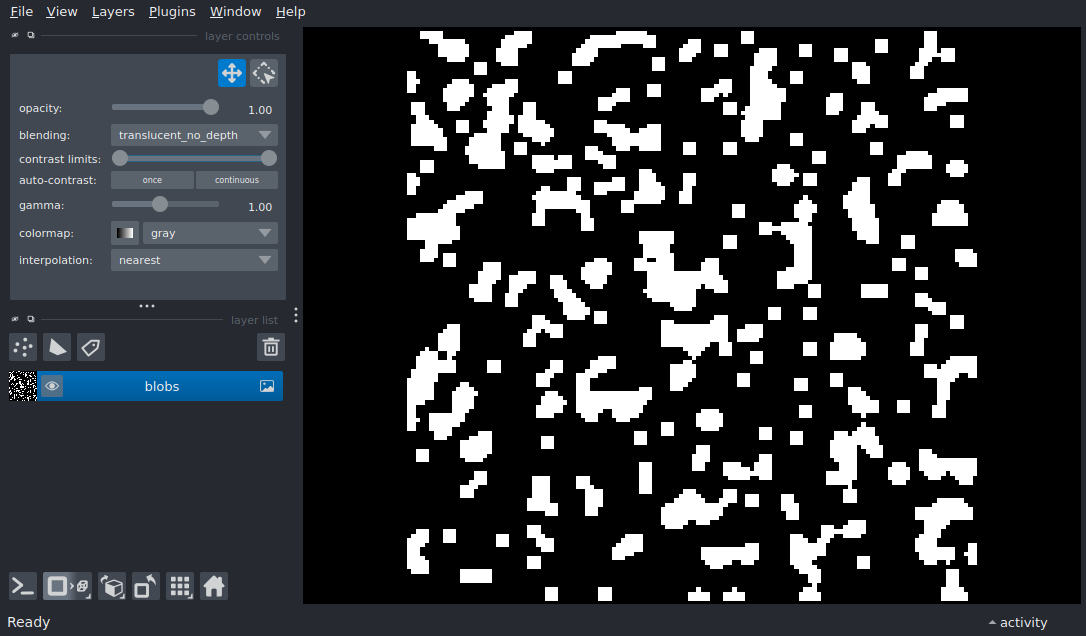 File View Layers Plugins Window Help
layer controls
opacity: 1.00
blending: translucent_no_depth
contrast limits:
auto-contrast: once continuous
gamma: 1.00
colormap: gray
interpolation: nearest
layer list
blobs
Ready activity